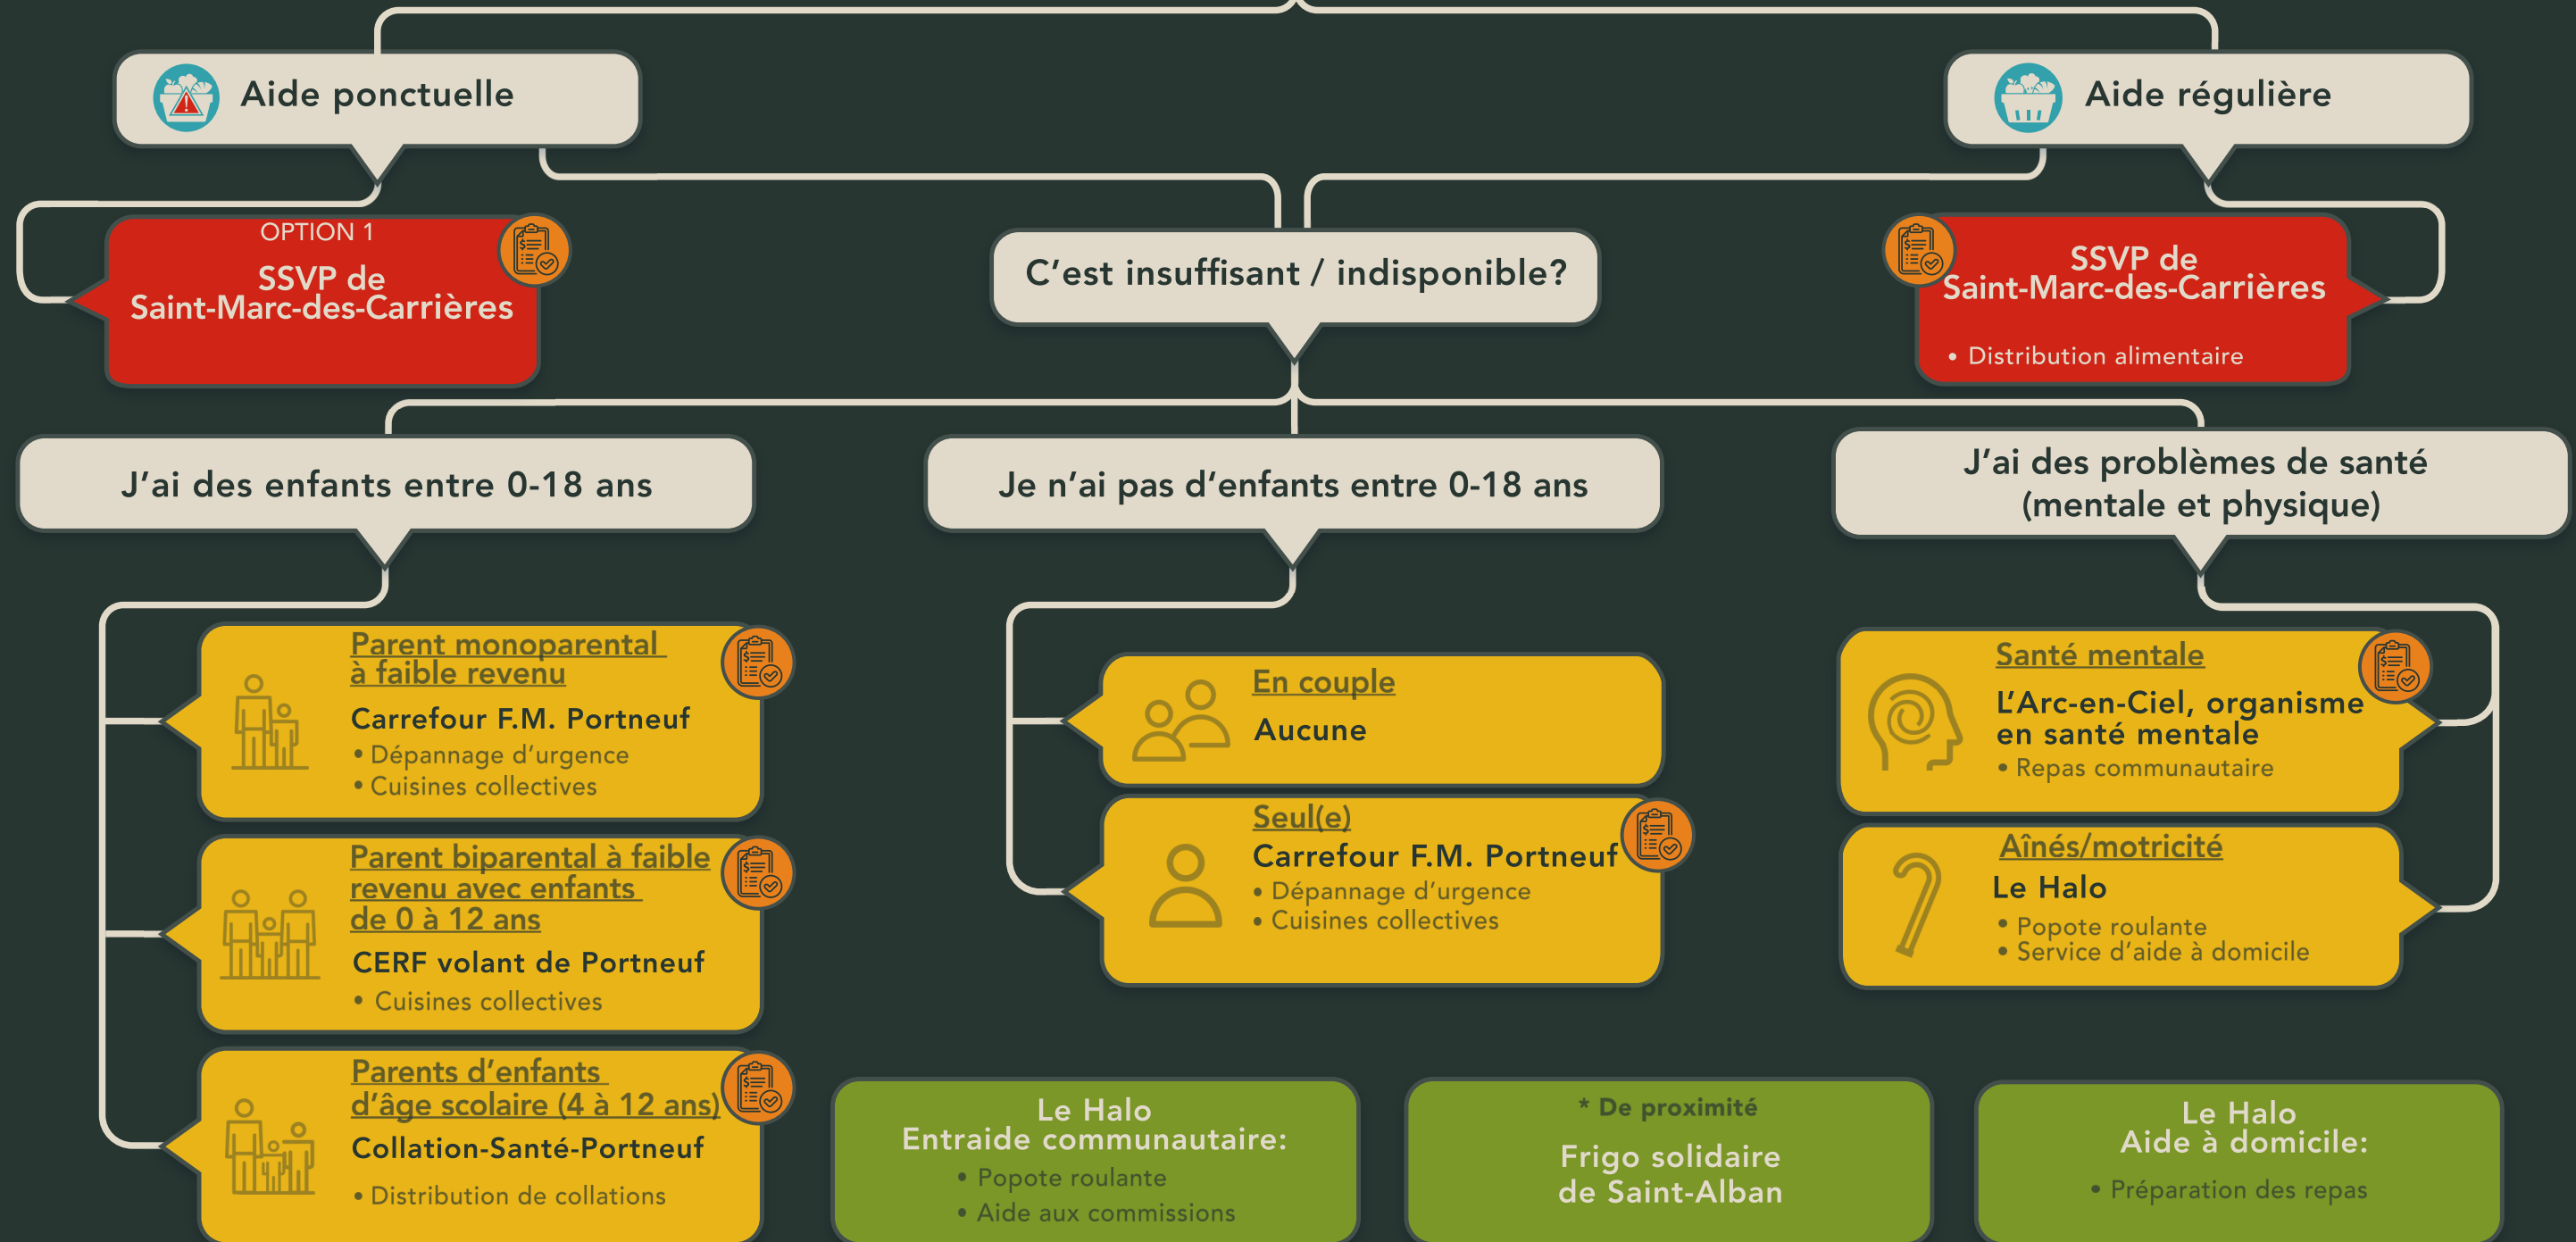 Aide ponctuelle
Aide régulière
OPTION 1
SSVP de
Saint-Marc-des-Carrières
C’est insuffisant / indisponible?
SSVP de
Saint-Marc-des-Carrières
• Distribution alimentaire
J’ai des enfants entre 0-18 ans
Je n’ai pas d’enfants entre 0-18 ans
J’ai des problèmes de santé
(mentale et physique)
Parent monoparental
à faible revenu
Carrefour F.M. Portneuf
• Dépannage d’urgence
• Cuisines collectives
Parent biparental à faible
revenu avec enfants
de 0 à 12 ans
CERF volant de Portneuf
• Cuisines collectives
Parents d’enfants
d’âge scolaire (4 à 12 ans)
Collation-Santé-Portneuf
• Distribution de collations
En couple
Aucune
Seul(e)
Carrefour F.M. Portneuf
• Dépannage d’urgence
• Cuisines collectives
Santé mentale
L’Arc-en-Ciel, organisme
en santé mentale
• Repas communautaire
Aînés/motricité
Le Halo
• Popote roulante
• Service d’aide à domicile
Le Halo
Entraide communautaire:
• Popote roulante
• Aide aux commissions
* De proximité
Frigo solidaire
de Saint-Alban
Le Halo
Aide à domicile:
• Préparation des repas